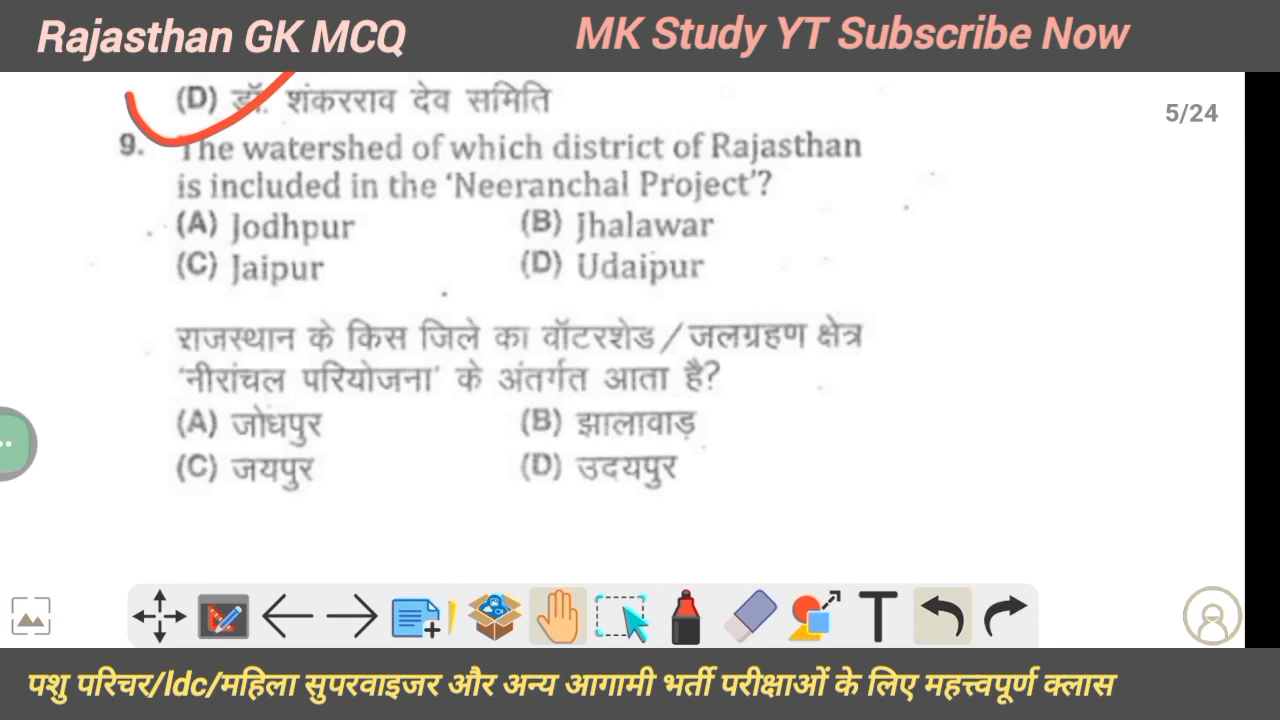 Rajasthan GK MCQ
MK Study YT Subscribe Now
(D) डॉ. शंकरराव देव समिति
5/24
9. The watershed of which district of Rajasthan
is included in the ‘Neeranchal Project’?
(A) Jodhpur (B) Jhalawar
(C) Jaipur (D) Udaipur
राजस्थान के किस जिले का वॉटरशेड/जलग्रहण क्षेत्र
‘नीरांचल परियोजना’ के अंतर्गत आता है?
(A) जोधपुर (B) झालावाड़
(C) जयपुर (D) उदयपुर
पशु परिचर/ldc/महिला सुपरवाइजर और अन्य आगामी भर्ती परीक्षाओं के लिए महत्त्वपूर्ण क्लास